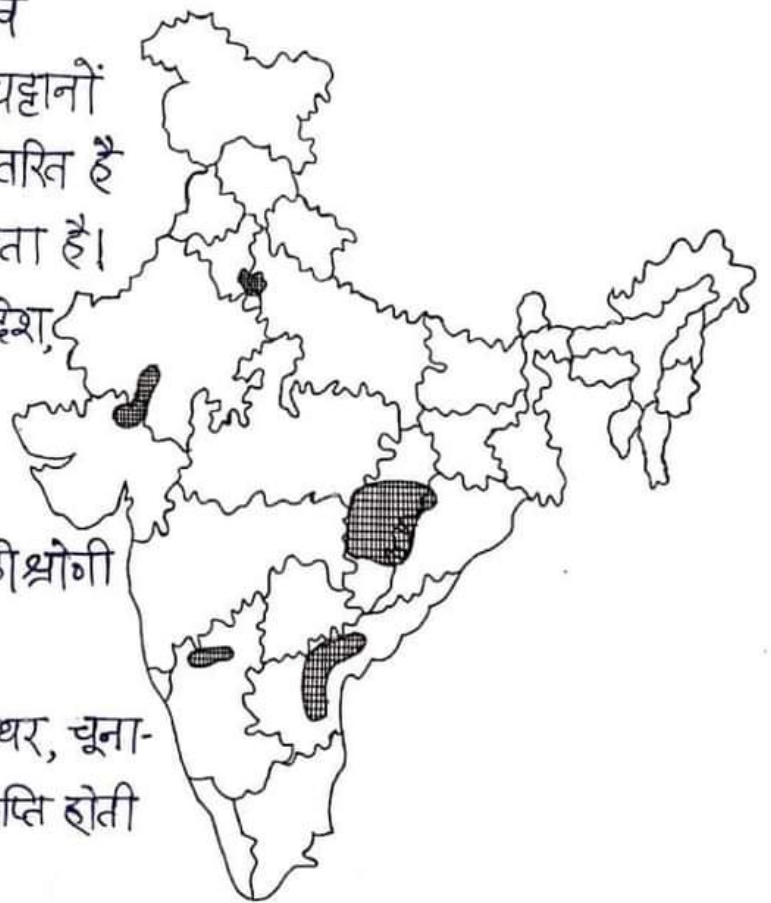 चट्टानों
तरित है
ता है।
देश,
श्रेणी
थर, चूना-
प्ति होती